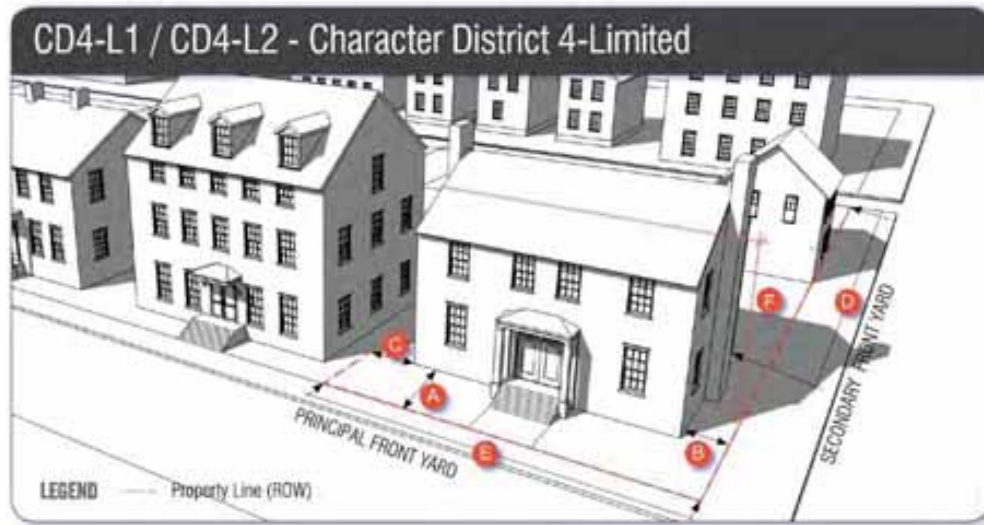 CD4-L1 / CD4-L2 - Character District 4-Limited
F
D
C
A
E
B
PRINCIPAL FRONT YARD
SECONDARY FRONT YARD
LEGEND
Property Line (ROW)